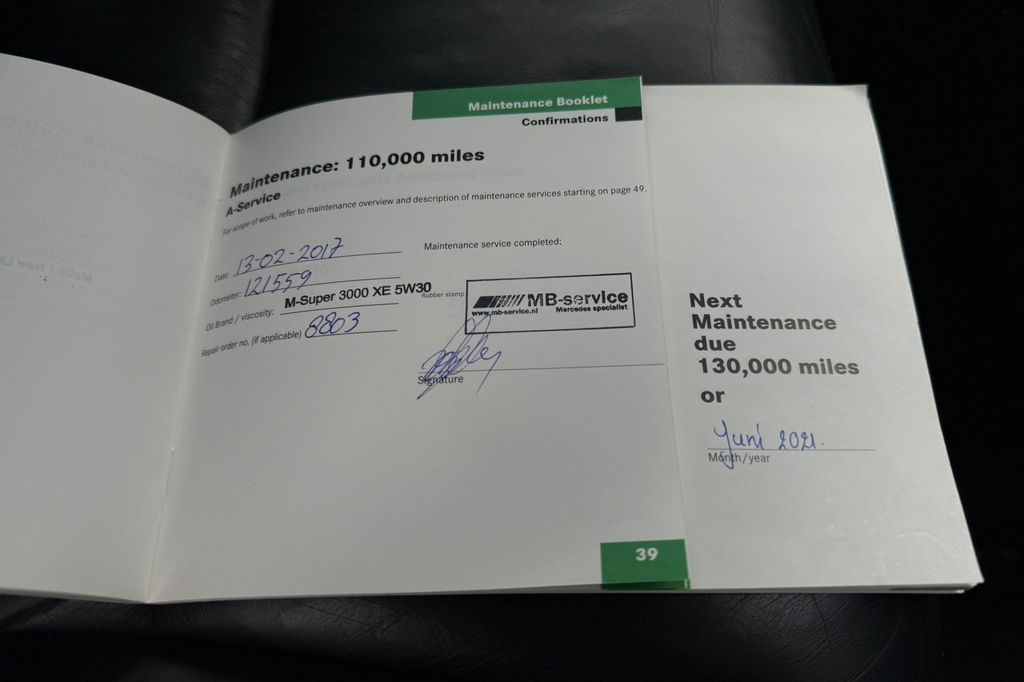 Maintenance Booklet
Confirmations
Maintenance: 110,000 miles
A-Service
For scope of work, refer to maintenance overview and description of maintenance services starting on page 49.
Date: 13-02-2017
Maintenance service completed:
Odometer: 121559
Oil Brand / viscosity: M-Super 3000 XE 5W30
Rubber stamp
MB-service
www.mb-service.nl Mercedes specialist
Repair order no. (if applicable) 8803
Signature
39
Next
Maintenance
due
130,000 miles
or
Juni 2021.
Month/year